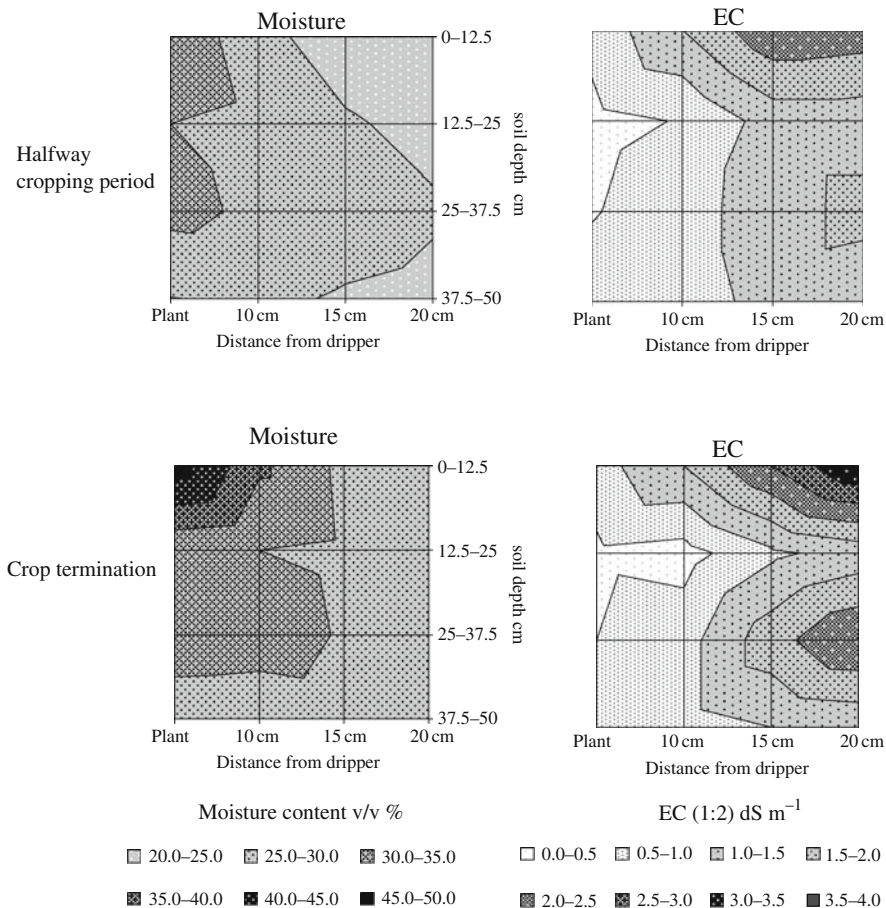 Moisture
EC
0–12.5
12.5–25
25–37.5
37.5–50
soil depth cm
Halfway
cropping period
Plant 10 cm 15 cm 20 cm
Distance from dripper
Plant 10 cm 15 cm 20 cm
Distance from dripper
Moisture
EC
0–12.5
12.5–25
25–37.5
37.5–50
soil depth cm
Crop termination
Plant 10 cm 15 cm 20 cm
Distance from dripper
Plant 10 cm 15 cm 20 cm
Distance from dripper
Moisture content v/v %
20.0–25.0 25.0–30.0 30.0–35.0
35.0–40.0 40.0–45.0 45.0–50.0
EC (1:2) dS m⁻¹
0.0–0.5 0.5–1.0 1.0–1.5 1.5–2.0
2.0–2.5 2.5–3.0 3.0–3.5 3.5–4.0